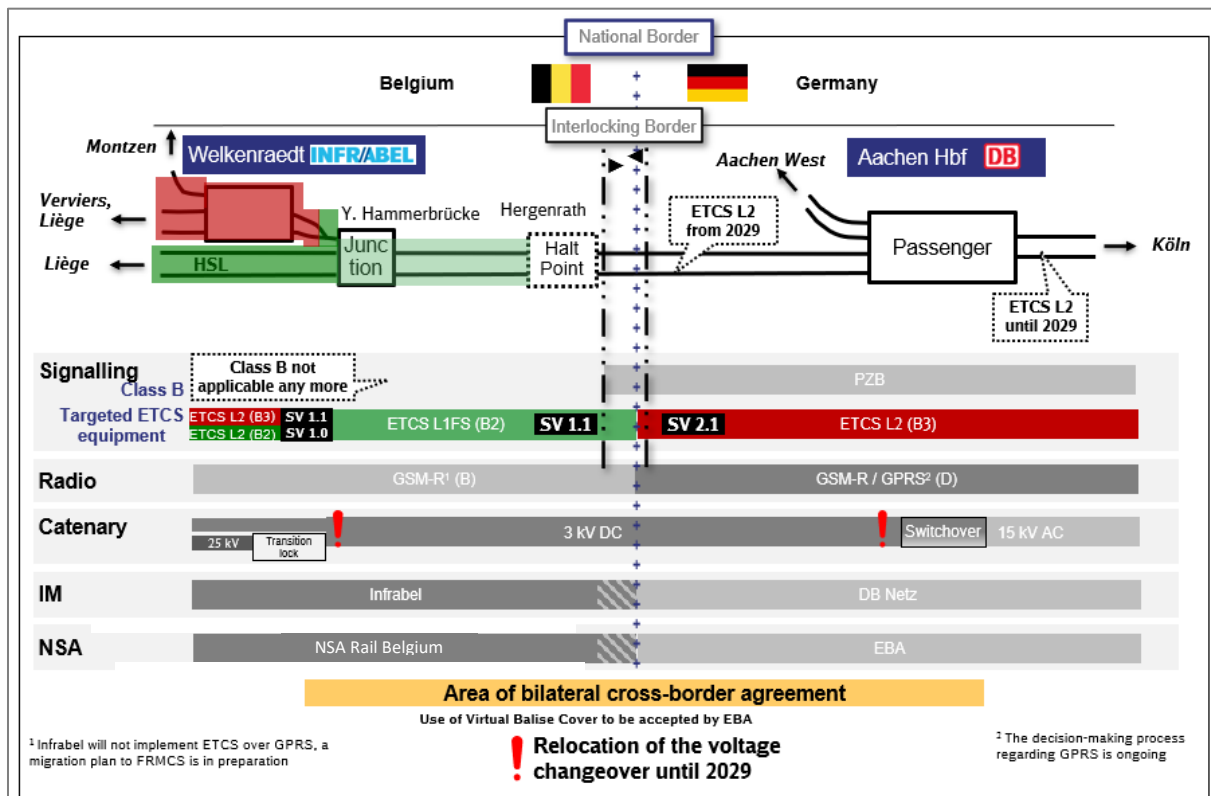 National Border
Belgium
Germany
Interlocking Border
Montzen
Welkenraedt INFR/ABEL
Aachen West
Aachen Hbf DB
Verviers,
Liège
Y. Hammerbrücke
Hergenrath
ETCS L2
from 2029
Liège
HSL
Junc
tion
Halt
Point
Passenger
Köln
ETCS L2
until 2029
Signalling
Class B
Class B not
applicable any more
PZB
Targeted ETCS
equipment
ETCS L2 (B3) SV 1.1
ETCS L2 (B2) SV 1.0
ETCS L1FS (B2)
SV 1.1
SV 2.1
ETCS L2 (B3)
Radio
GSM-R¹ (B)
GSM-R / GPRS² (D)
Catenary
25 kV
Transition
lock
!
3 kV DC
!
Switchover
15 kV AC
IM
Infrabel
DB Netz
NSA
NSA Rail Belgium
EBA
Area of bilateral cross-border agreement
Use of Virtual Balise Cover to be accepted by EBA
¹ Infrabel will not implement ETCS over GPRS, a
migration plan to FRMCS is in preparation
! Relocation of the voltage
changeover until 2029
² The decision-making process
regarding GPRS is ongoing